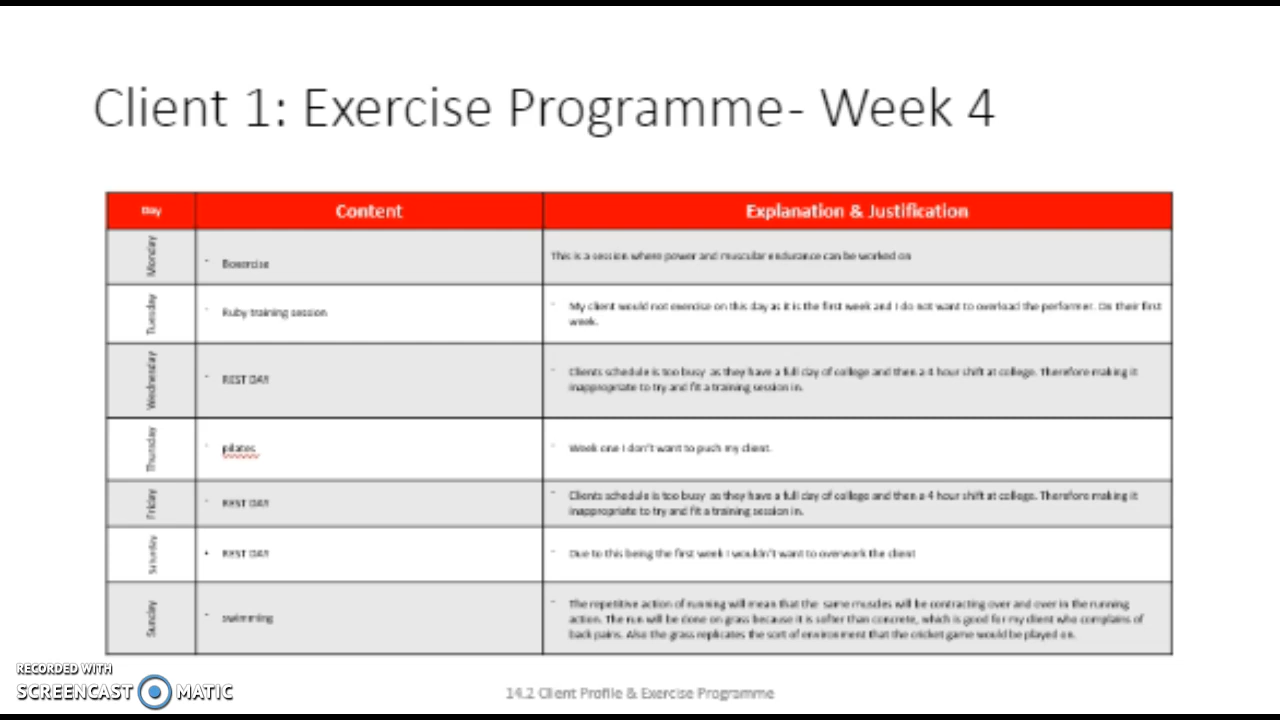 Client 1: Exercise Programme- Week 4
Day
Content
Explanation & Justification
Monday
- Boxercise
This is a session where power and muscular endurance can be worked on
Tuesday
- Ruby training session
- My client would not exercise on this day as it is the first week and I do not want to overload the performer. On their first
week.
Wednesday
- REST DAY
- Clients schedule is too busy as they have a full day of college and then a 4 hour shift at college. Therefore making it
inappropriate to try and fit a training session in.
Thursday
- pilates
- Week one I don't want to push my client.
Friday
- REST DAY
- Clients schedule is too busy as they have a full day of college and then a 4 hour shift at college. Therefore making it
inappropriate to try and fit a training session in.
Saturday
• REST DAY
- Due to this being the first week I wouldn't want to overwork the client
Sunday
- swimming
- The repetitive action of running will mean that the same muscles will be contracting over and over in the running
action. The run will be done on grass because it is softer than concrete, which is good for my client who complains of
back pains. Also the grass replicates the sort of environment that the cricket game would be played on.
RECORDED WITH
SCREENCAST MATIC
14.2 Client Profile & Exercise Programme